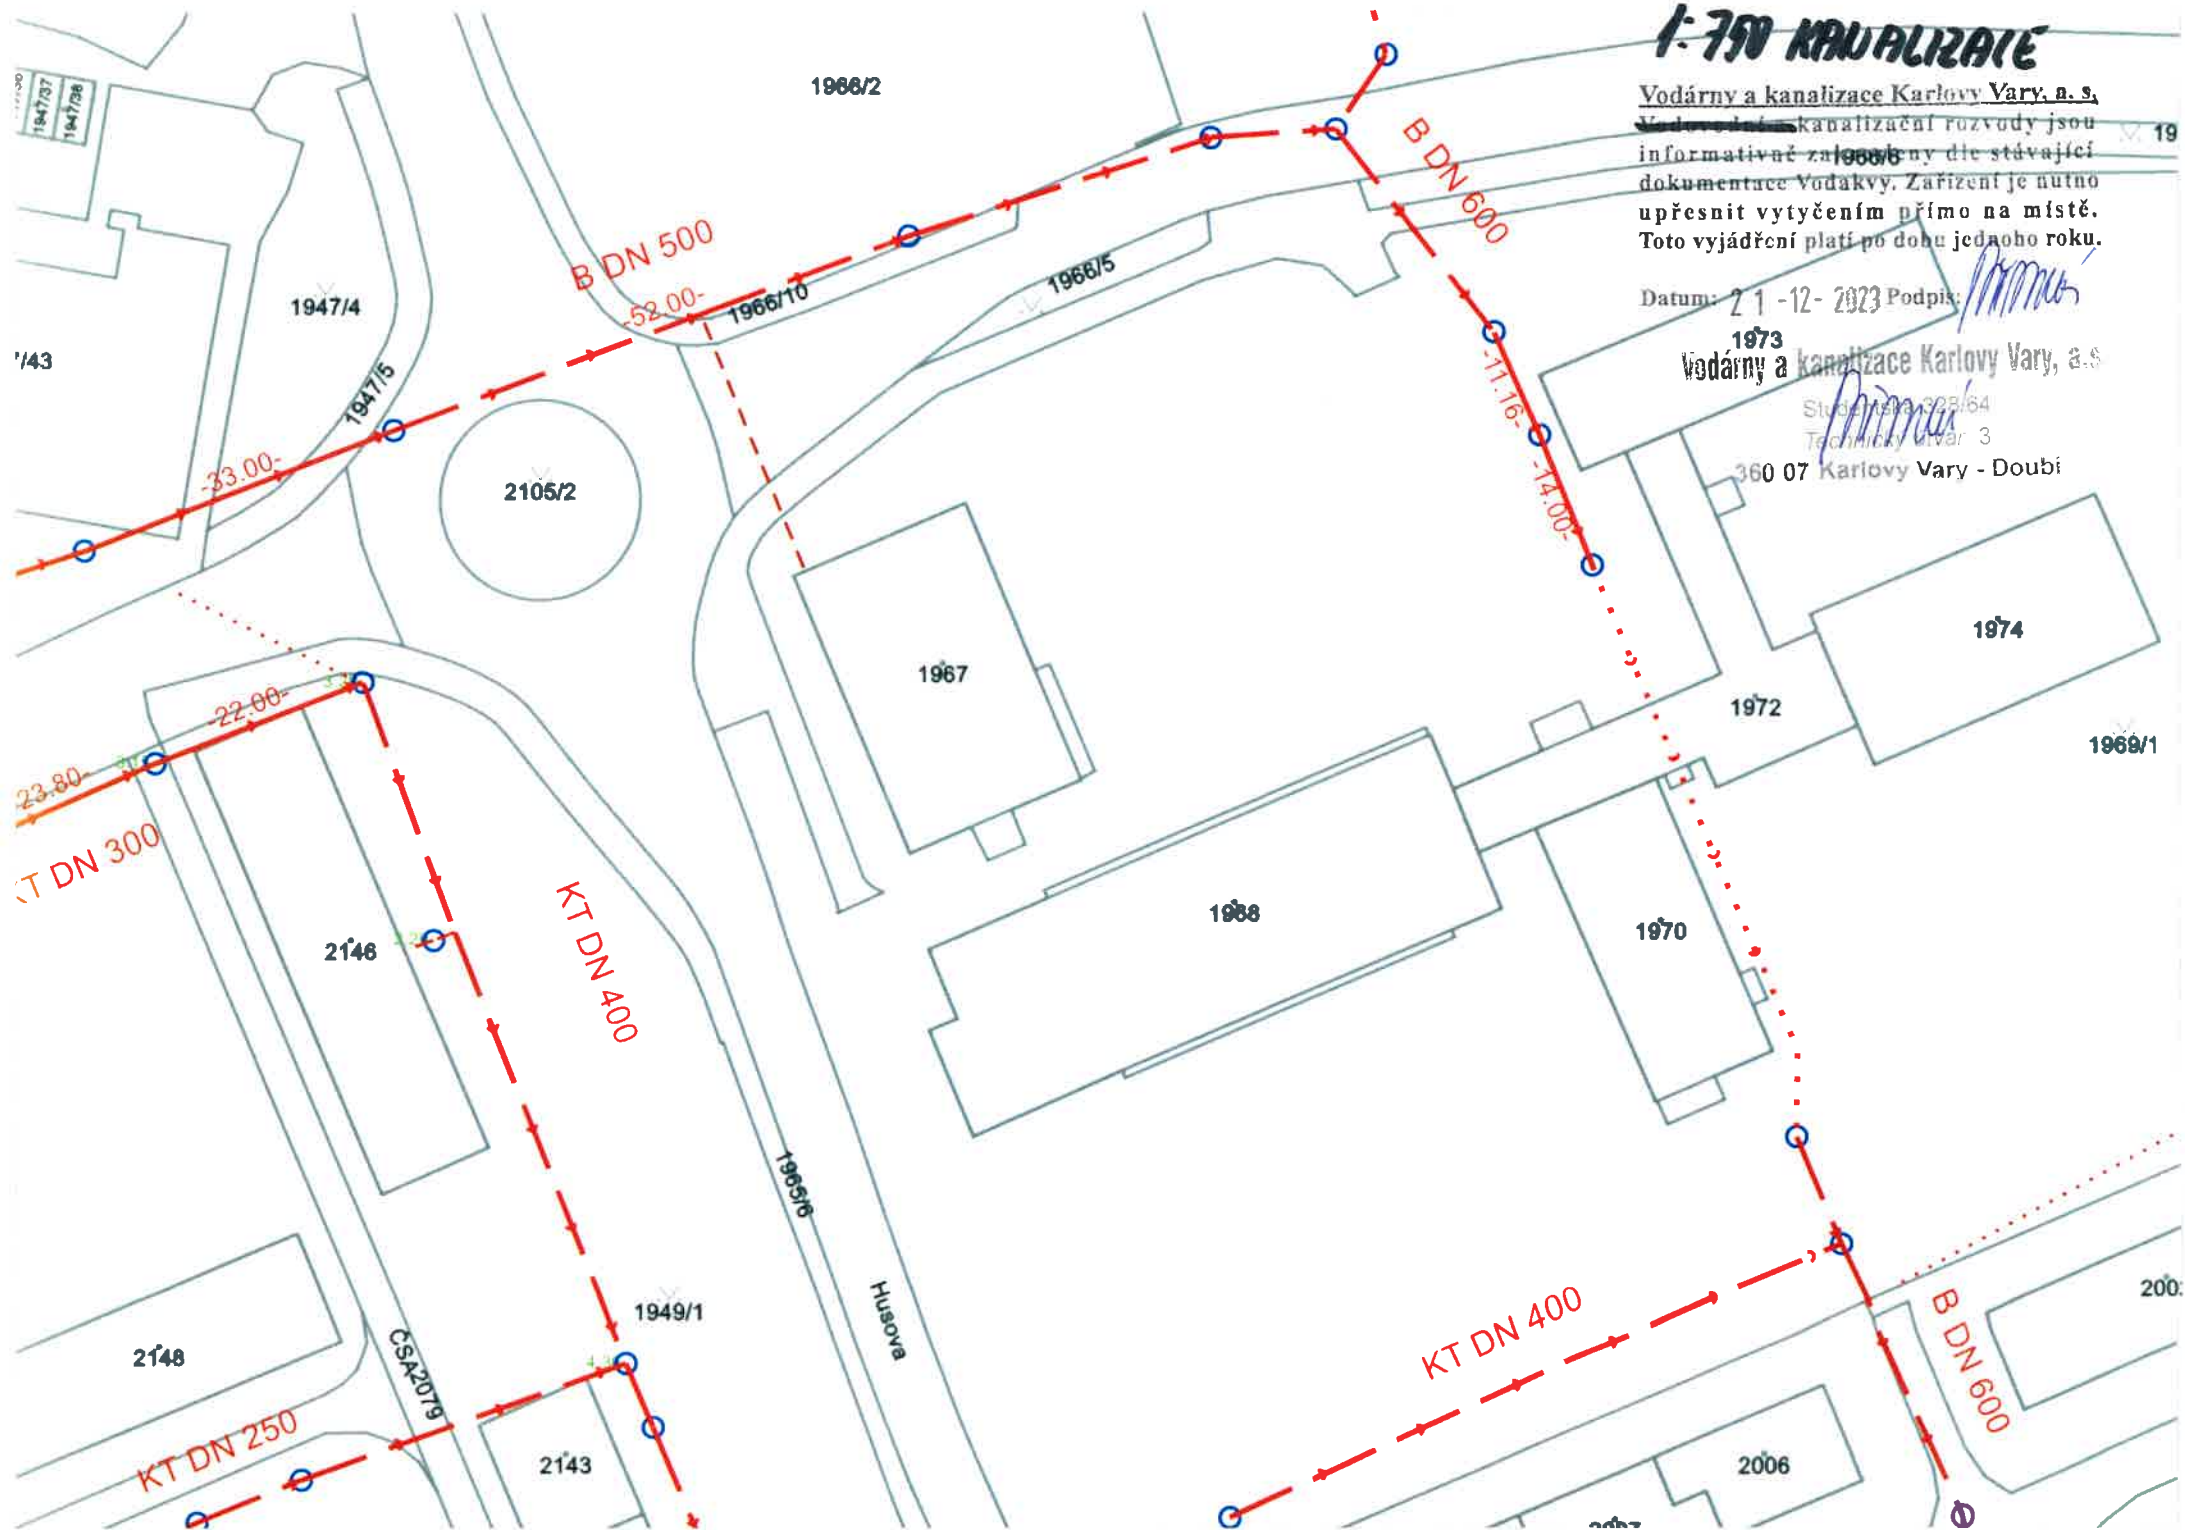 1:750 KANALIZACE
Vodárny a kanalizace Karlovy Vary, a. s.
kanalizační rozvody jsou
informativně zakresleny dle stávající
dokumentace Vodakvy. Zařízení je nutno
upřesnit vytyčením přímo na místě.
Toto vyjádření platí po dobu jednoho roku.
Datum: 21 -12- 2023 Podpis:
Vodárny a kanalizace Karlovy Vary, a.s.
Studentská 328/64
Technický útvar 3
360 07 Karlovy Vary - Doubí
1947/37
1947/38
1966/2
B DN 600
19
1966/8
B DN 500
1966/5
1947/4
-52.00-
1966/10
1973
'/43
1947/5
-11.16-
-33.00-
2105/2
-14.00-
1974
1967
-22.00-
1972
1969/1
23.80-
KT DN 300
KT DN 400
1968
1970
2146
1965/6
1949/1
Husova
KT DN 400
B DN 600
200
2148
ČSA2079
KT DN 250
2143
2006